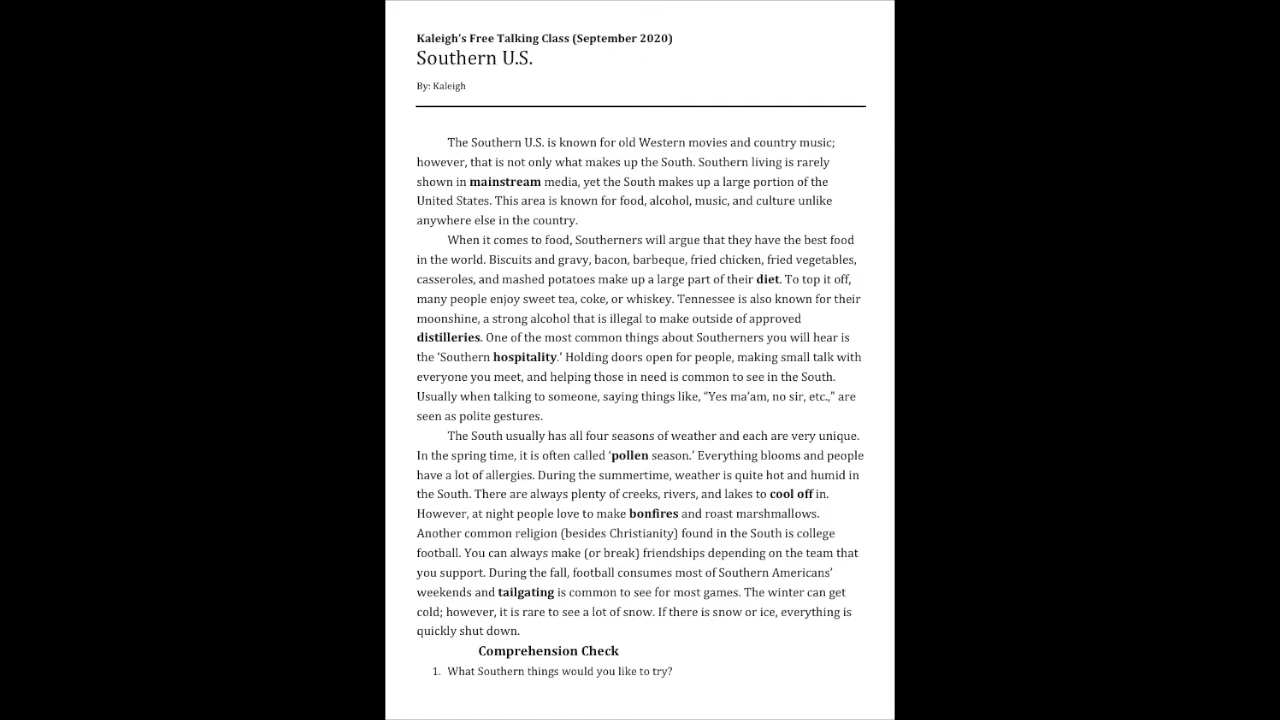 Kaleigh's Free Talking Class (September 2020)
Southern U.S.
By: Kaleigh
The Southern U.S. is known for old Western movies and country music;
however, that is not only what makes up the South. Southern living is rarely
shown in mainstream media, yet the South makes up a large portion of the
United States. This area is known for food, alcohol, music, and culture unlike
anywhere else in the country.
When it comes to food, Southerners will argue that they have the best food
in the world. Biscuits and gravy, bacon, barbeque, fried chicken, fried vegetables,
casseroles, and mashed potatoes make up a large part of their diet. To top it off,
many people enjoy sweet tea, coke, or whiskey. Tennessee is also known for their
moonshine, a strong alcohol that is illegal to make outside of approved
distilleries. One of the most common things about Southerners you will hear is
the 'Southern hospitality.' Holding doors open for people, making small talk with
everyone you meet, and helping those in need is common to see in the South.
Usually when talking to someone, saying things like, "Yes ma'am, no sir, etc.," are
seen as polite gestures.
The South usually has all four seasons of weather and each are very unique.
In the spring time, it is often called 'pollen season.' Everything blooms and people
have a lot of allergies. During the summertime, weather is quite hot and humid in
the South. There are always plenty of creeks, rivers, and lakes to cool off in.
However, at night people love to make bonfires and roast marshmallows.
Another common religion (besides Christianity) found in the South is college
football. You can always make (or break) friendships depending on the team that
you support. During the fall, football consumes most of Southern Americans'
weekends and tailgating is common to see for most games. The winter can get
cold; however, it is rare to see a lot of snow. If there is snow or ice, everything is
quickly shut down.
Comprehension Check
1. What Southern things would you like to try?